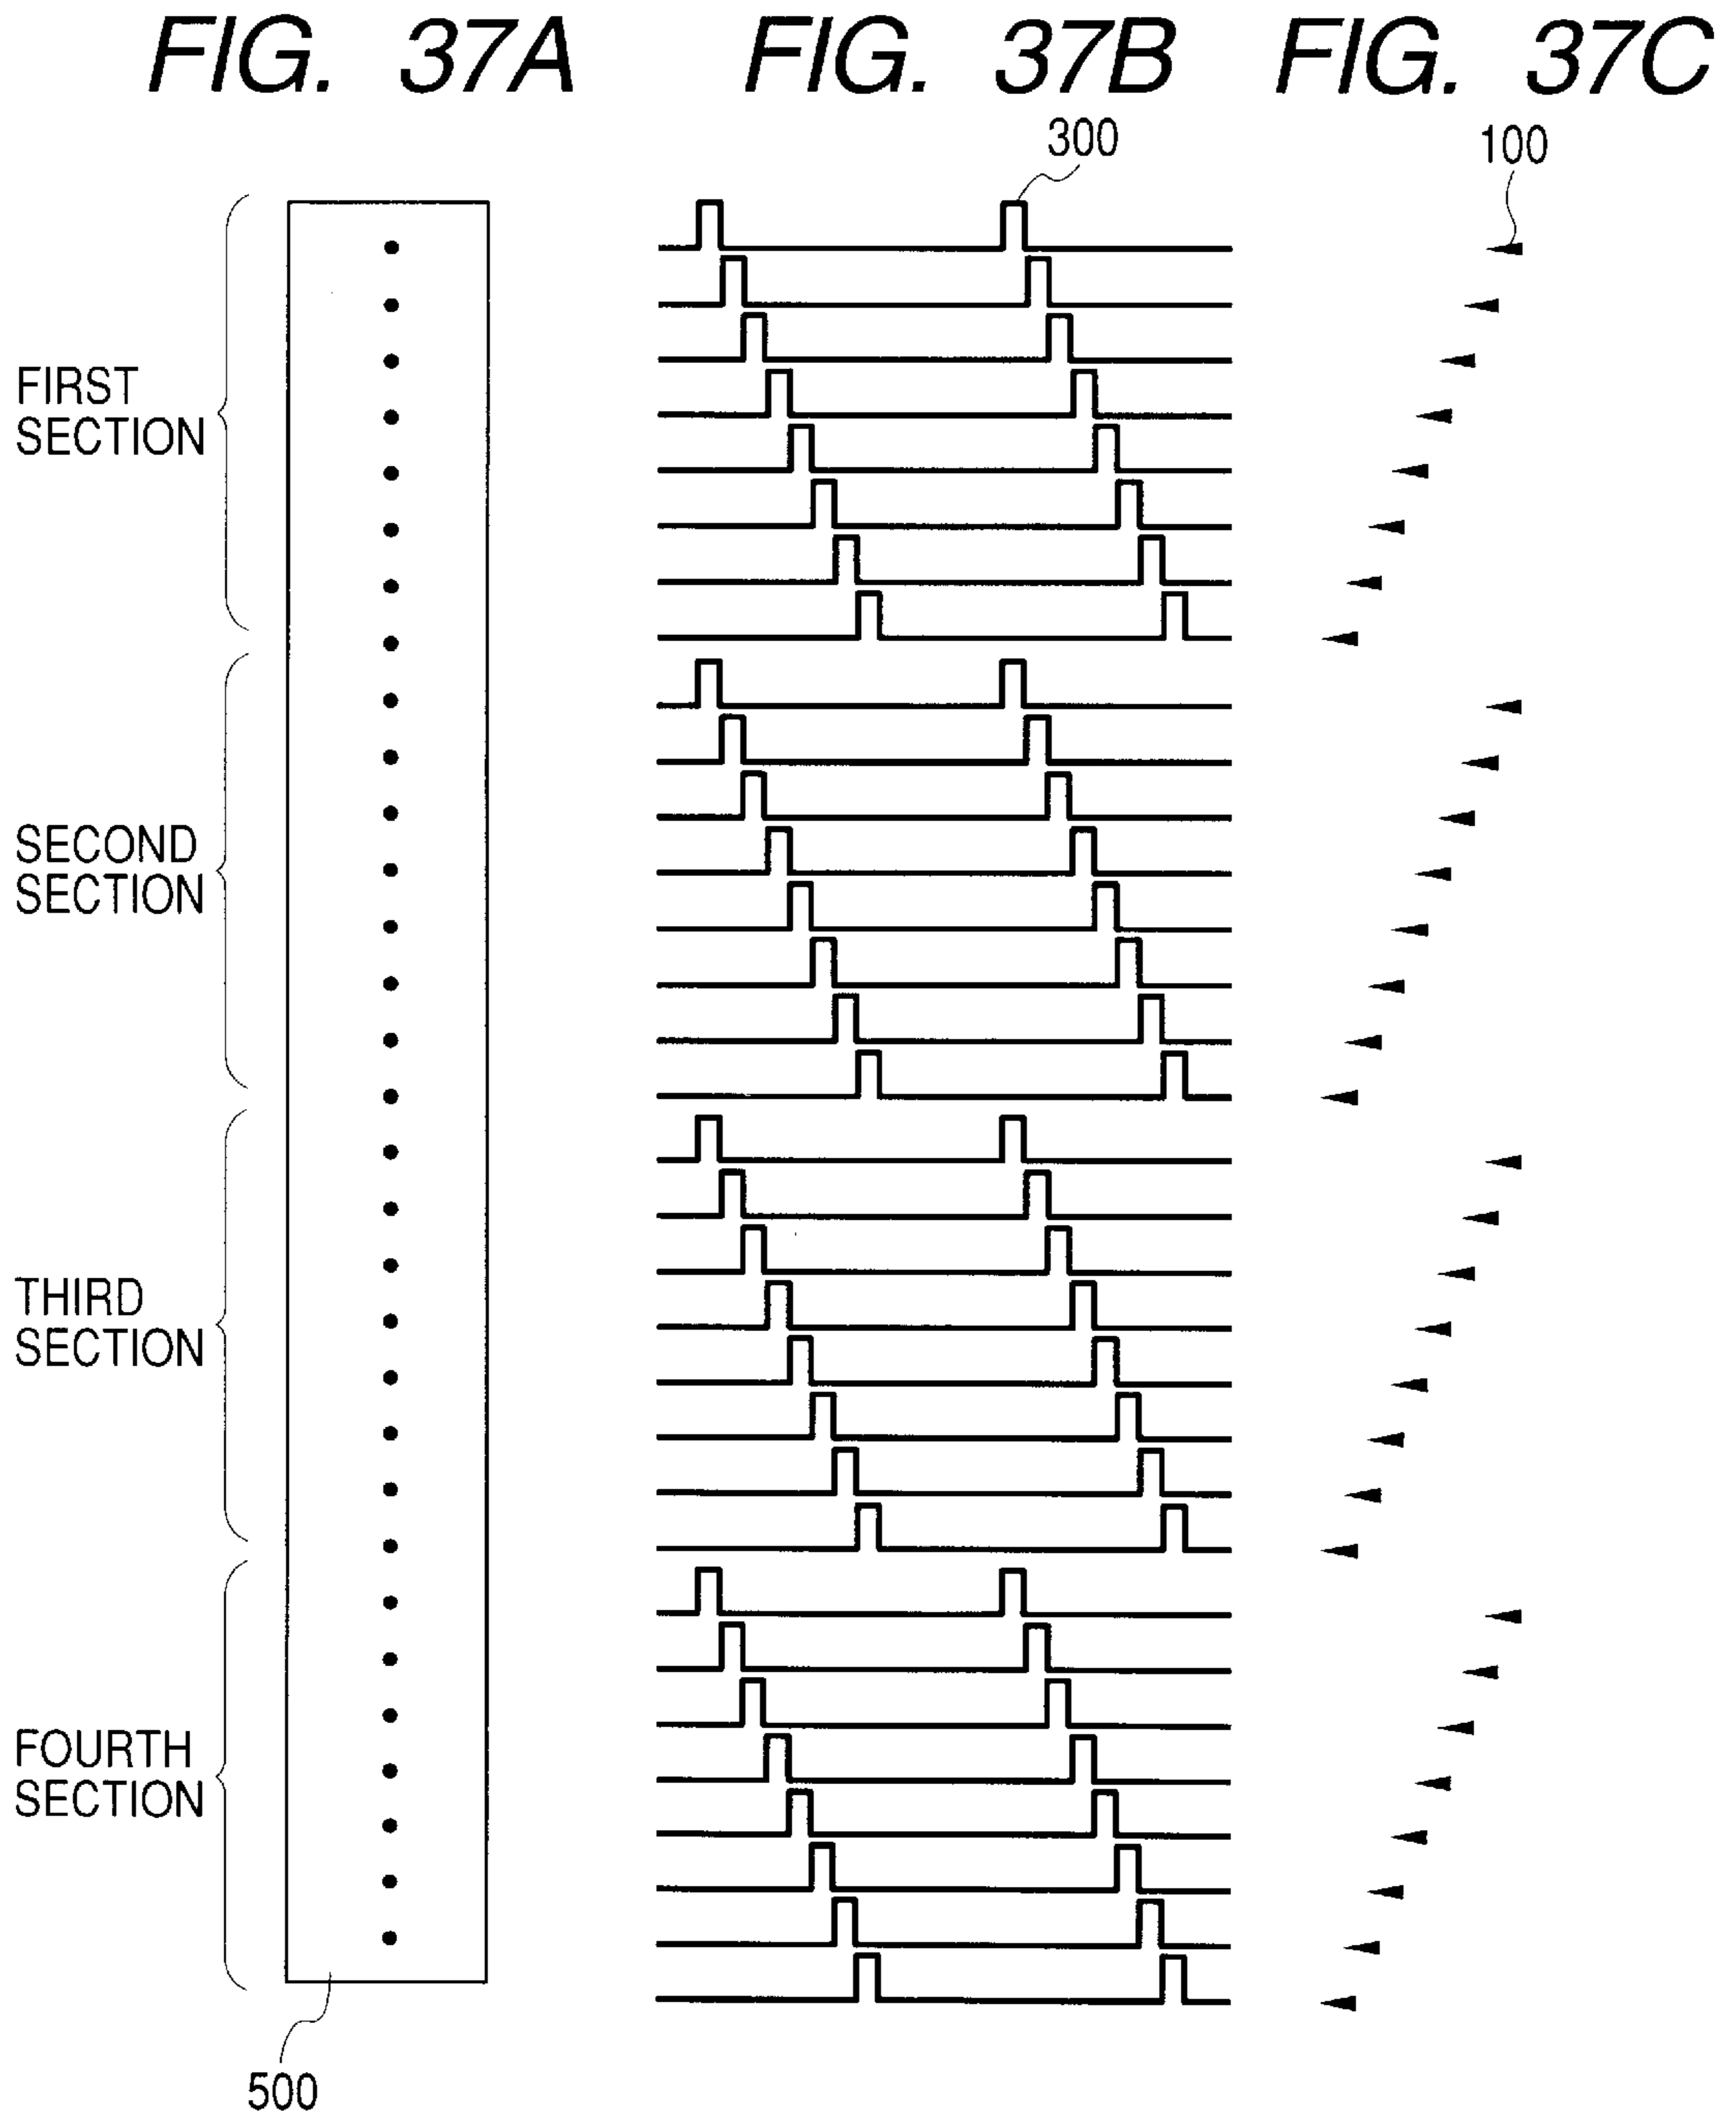 FIG. 37A
FIG. 37B
FIG. 37C
300
100
FIRST
SECTION
SECOND
SECTION
THIRD
SECTION
FOURTH
SECTION
500